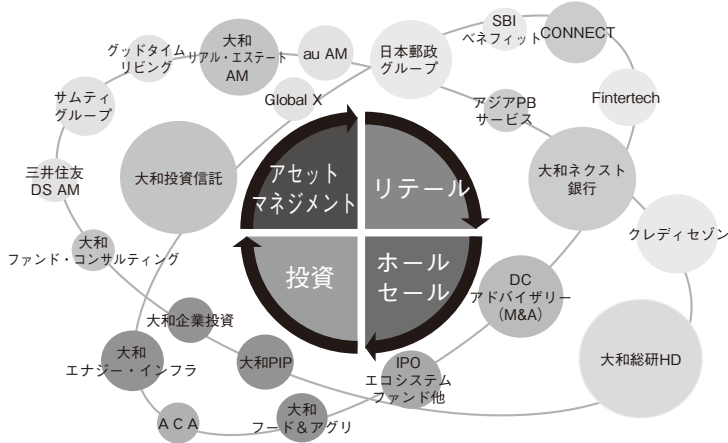 SBI
ベネフィット
CONNECT
日本郵政
グループ
au AM
大和
リアル・エステート
AM
グッドタイム
リビング
Global X
アジアPB
サービス
Fintertech
サムティ
グループ
三井住友
DS AM
大和投資信託
アセット
マネジメント
リテール
大和ネクスト
銀行
クレディセゾン
大和
ファンド・コンサルティング
投資
ホール
セール
DC
アドバイザリー
(M&A)
大和企業投資
大和
エナジー・インフラ
大和PIP
IPO
エコシステム
ファンド他
大和総研HD
ACA
大和
フード＆アグリ